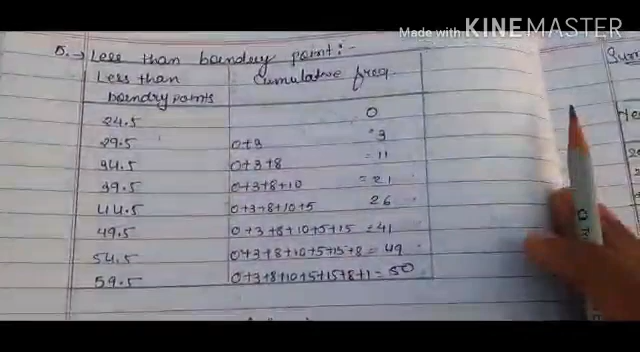 Made with KINEMASTER
5. → Less than boundry point :-
Less than boundry points | Cumulative freq.
24.5 | 0
29.5 | 0+3 = 3
34.5 | 0+3+8 = 11
39.5 | 0+3+8+10 = 21
44.5 | 0+3+8+10+5 26
49.5 | 0+3+8+10+5+15 = 41
54.5 | 0+3+8+10+5+15+8 = 49
59.5 | 0+3+8+10+5+15+8+1 = 50